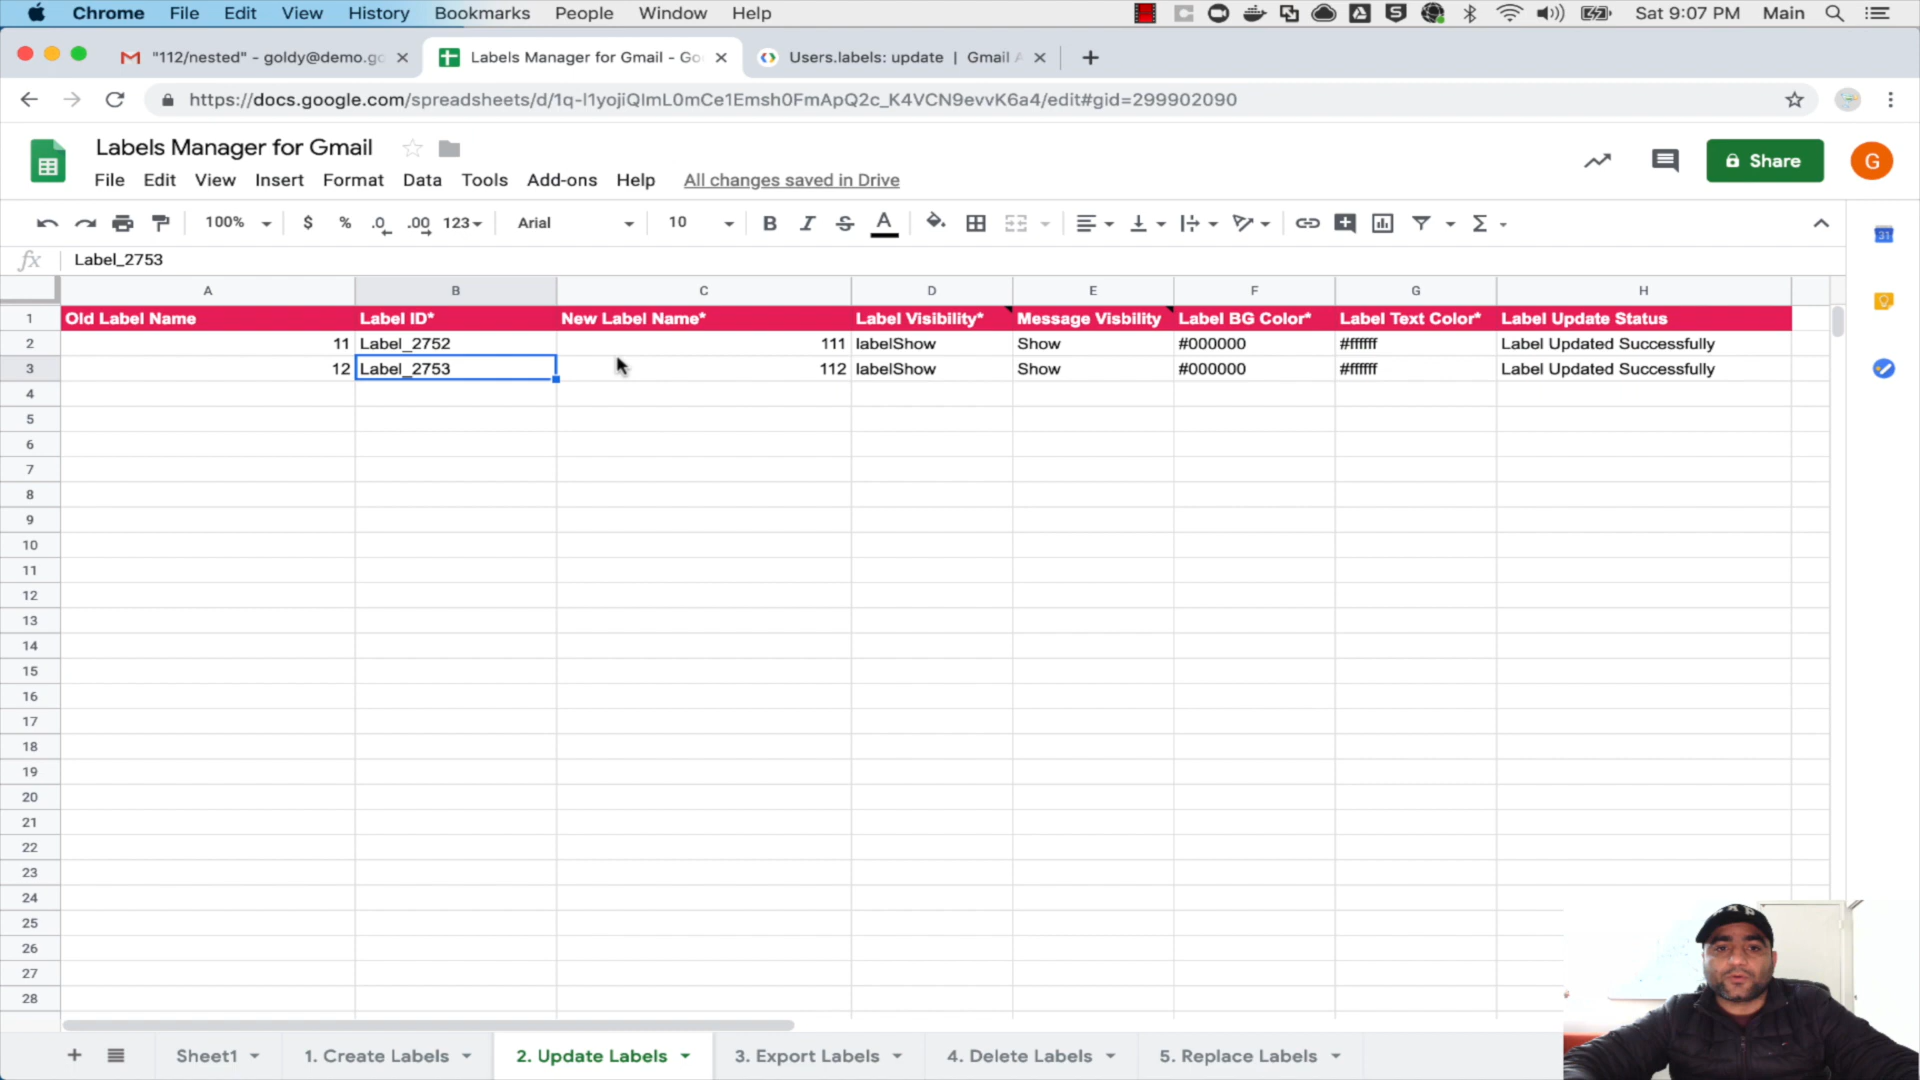 Chrome File Edit View History Bookmarks People Window Help Sat 9:07 PM Main
"112/nested" - goldy@demo.go Labels Manager for Gmail - Go Users.labels: update | Gmail A
https://docs.google.com/spreadsheets/d/1q-l1yojiQImL0mCe1Emsh0FmApQ2c_K4VCN9evvK6a4/edit#gid=299902090
Labels Manager for Gmail
Share G
File Edit View Insert Format Data Tools Add-ons Help All changes saved in Drive
100% $ % .0 .00 123 Arial 10 B I S A Σ
31
fx Label_2753
A B C D E F G H
1 Old Label Name Label ID* New Label Name* Label Visibility* Message Visbility Label BG Color* Label Text Color* Label Update Status
2 11 Label_2752 111 labelShow Show #000000 #ffffff Label Updated Successfully
3 12 Label_2753 112 labelShow Show #000000 #ffffff Label Updated Successfully
4
5
6
7
8
9
10
11
12
13
14
15
16
17
18
19
20
21
22
23
24
25
26
27
28
Sheet1 1. Create Labels 2. Update Labels 3. Export Labels 4. Delete Labels 5. Replace Labels